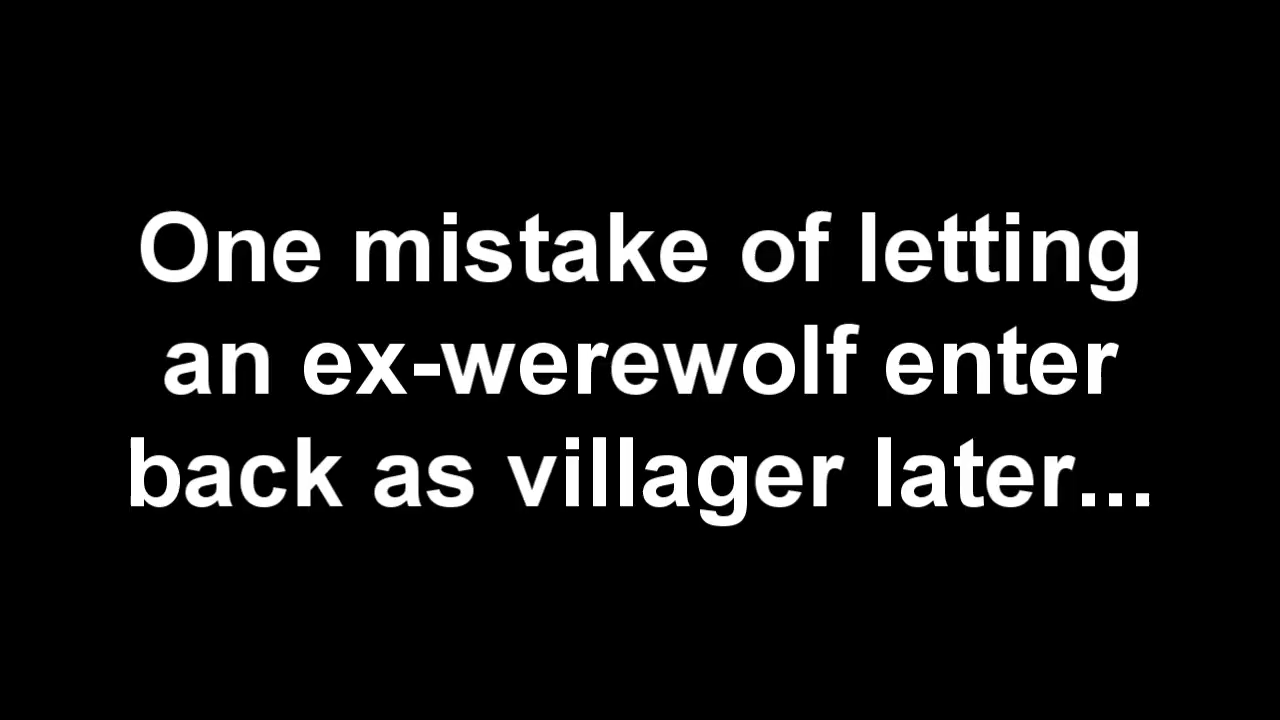 One mistake of letting
an ex-werewolf enter
back as villager later...